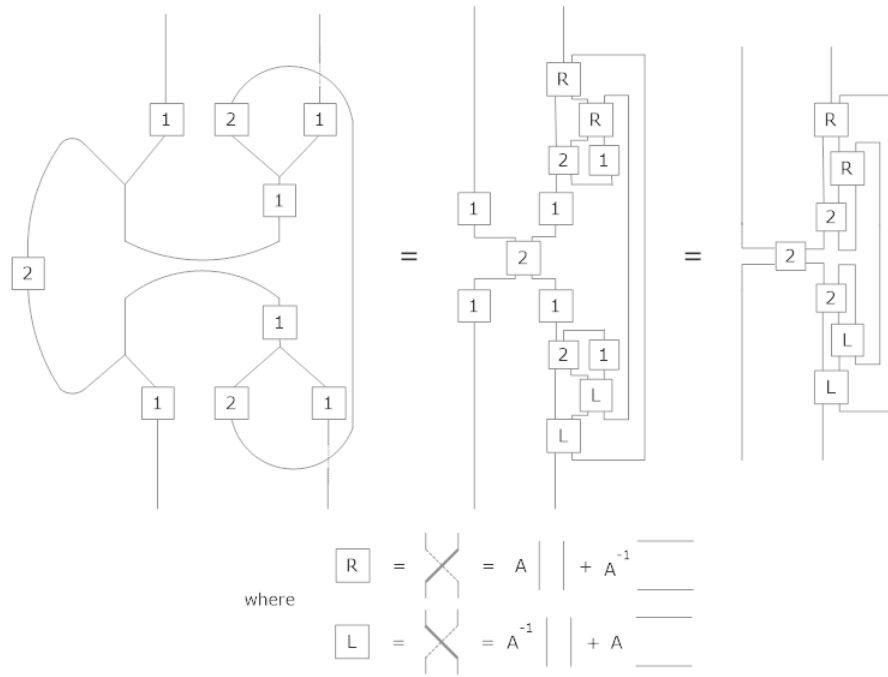 1 2 1
1
2
1
1 2 1
=
R
R
2 1
1 1
2
1 1
2 1
L
L
=
R
R
2
2
2
L
L
R = = A + A⁻¹
where
L = = A⁻¹ + A